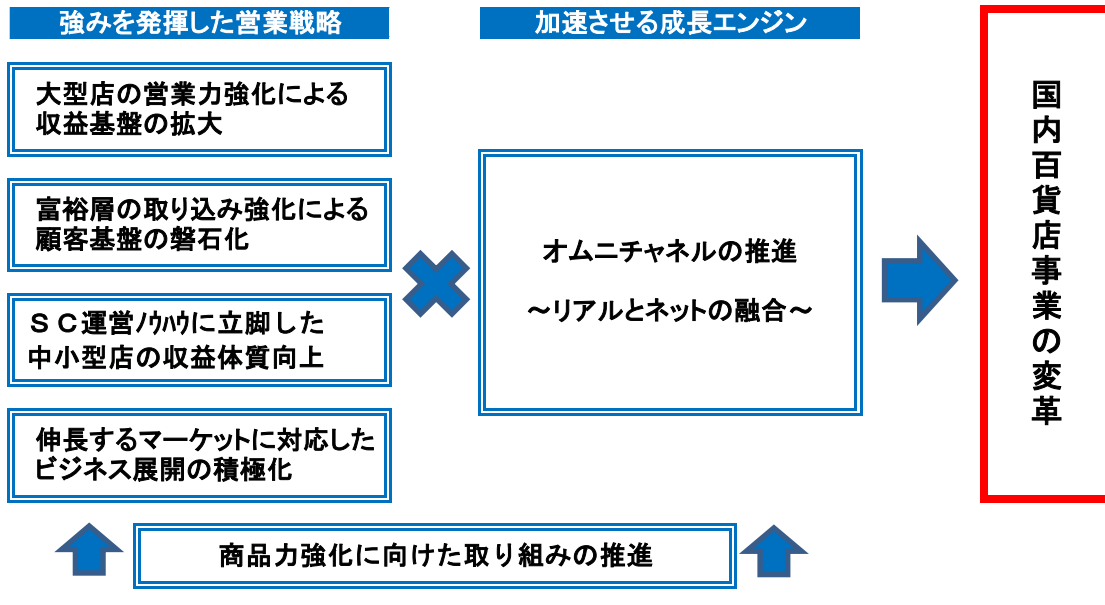 強みを発揮した営業戦略
大型店の営業力強化による
収益基盤の拡大
富裕層の取り込み強化による
顧客基盤の磐石化
ＳＣ運営ﾉｳﾊｳに立脚した
中小型店の収益体質向上
伸長するマーケットに対応した
ビジネス展開の積極化
加速させる成長エンジン
オムニチャネルの推進
～リアルとネットの融合～
国内百貨店事業の変革
商品力強化に向けた取り組みの推進